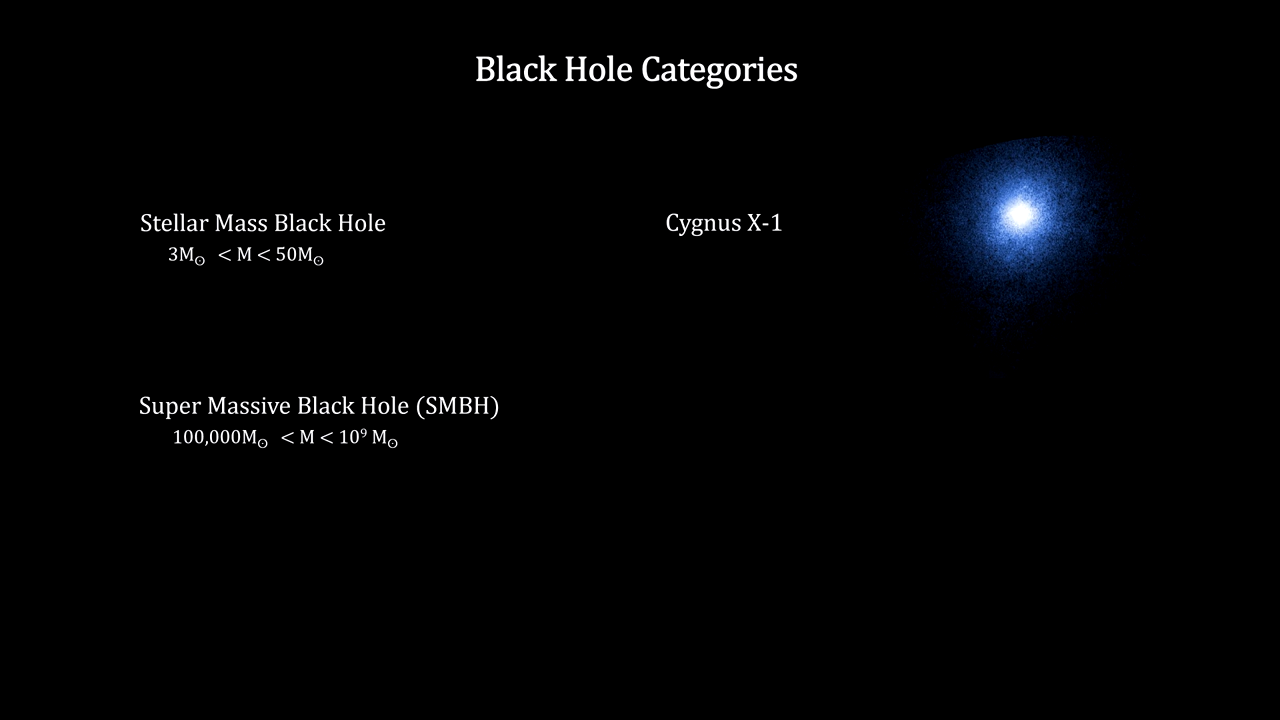 Black Hole Categories
Stellar Mass Black Hole
3M⊙ < M < 50M⊙
Cygnus X-1
Super Massive Black Hole (SMBH)
100,000M⊙ < M < 10⁹ M⊙